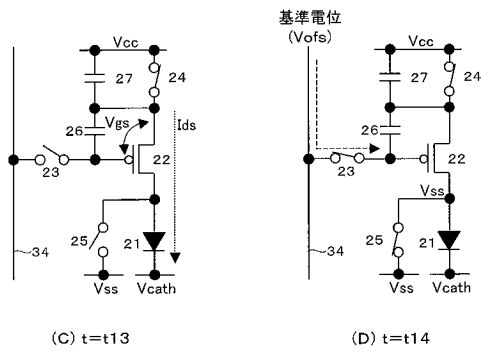 Vcc
27
24
26
Vgs
Ids
22
23
25
21
34
Vss
Vcath
(C) t=t13
基準電位
(Vofs)
Vcc
27
24
26
22
23
Vss
25
21
34
Vss
Vcath
(D) t=t14